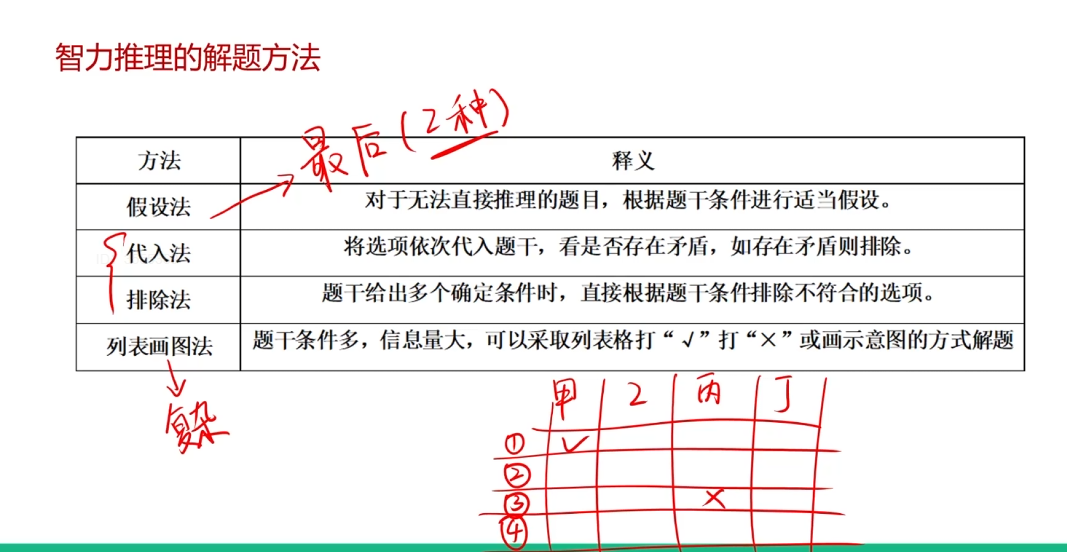 智力推理的解题方法
最后(2种)
方法 释义
假设法 对于无法直接推理的题目，根据题干条件进行适当假设。
代入法 将选项依次代入题干，看是否存在矛盾，如存在矛盾则排除。
排除法 题干给出多个确定条件时，直接根据题干条件排除不符合的选项。
列表画图法 题干条件多，信息量大，可以采取列表格打“√”打“×”或画示意图的方式解题
复杂
甲 乙 丙 丁
① √
②
③ ×
④